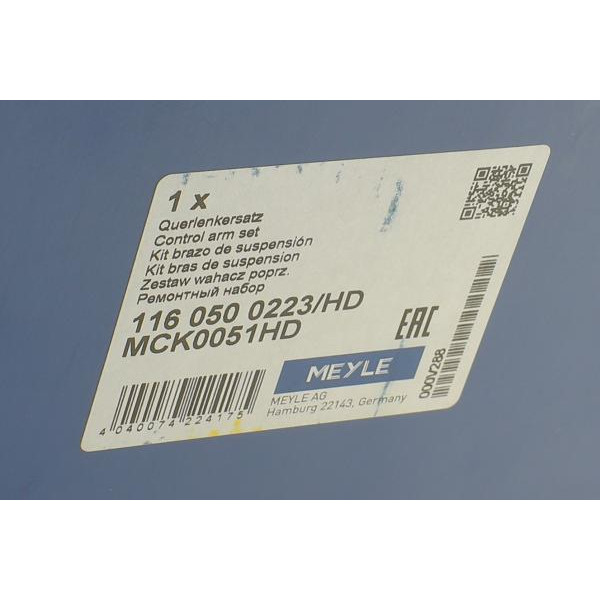 1 x
Querlenkersatz
Control arm set
Kit brazo de suspensión
Kit bras de suspension
Zestaw wahacz poprz.
Ремонтный набор
116 050 0223/HD
MCK0051HD
EAC
000V288
MEYLE
MEYLE AG
Hamburg 22143, Germany
4 040074 224175